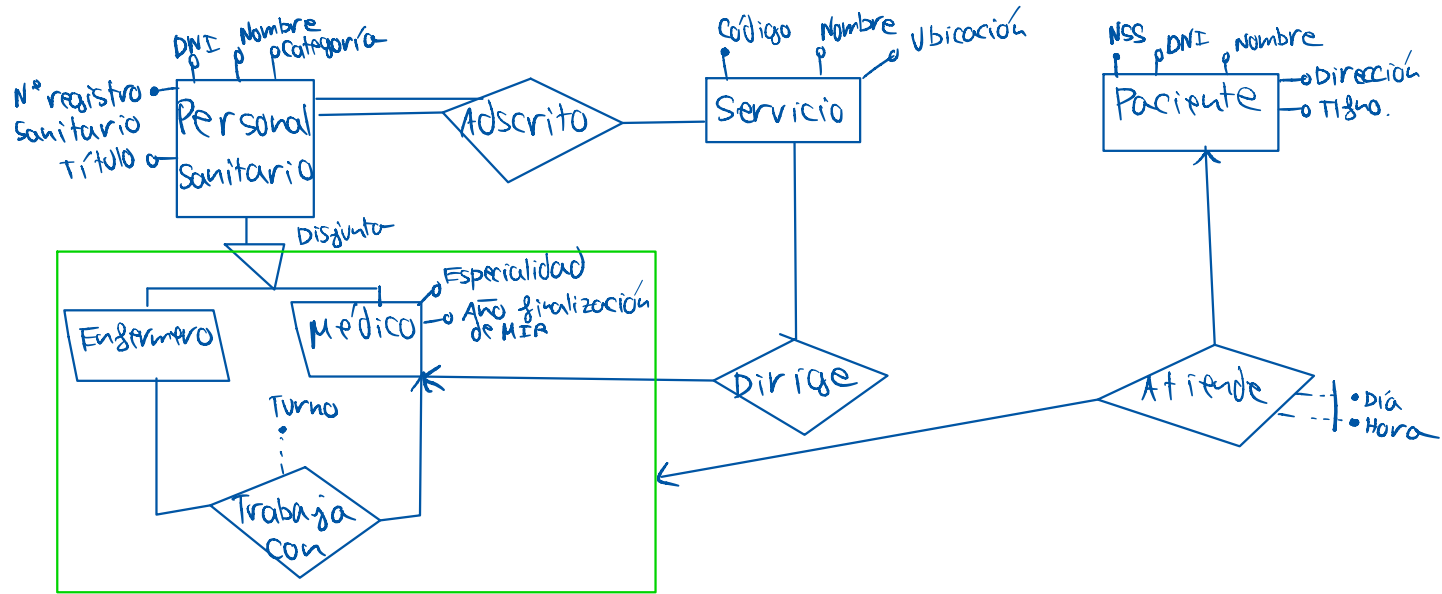 DNI
Nombre
Categoría
Nº registro
Sanitario
Título
Personal
Sanitario
Adscrito
Código
Nombre
Ubicación
Servicio
NSS
DNI
Nombre
Dirección
Tlfno.
Paciente
Disjunta
Enfermero
Médico
Especialidad
Año finalización
de MIR
Turno
Trabaja
con
Dirige
Atiende
Día
Hora